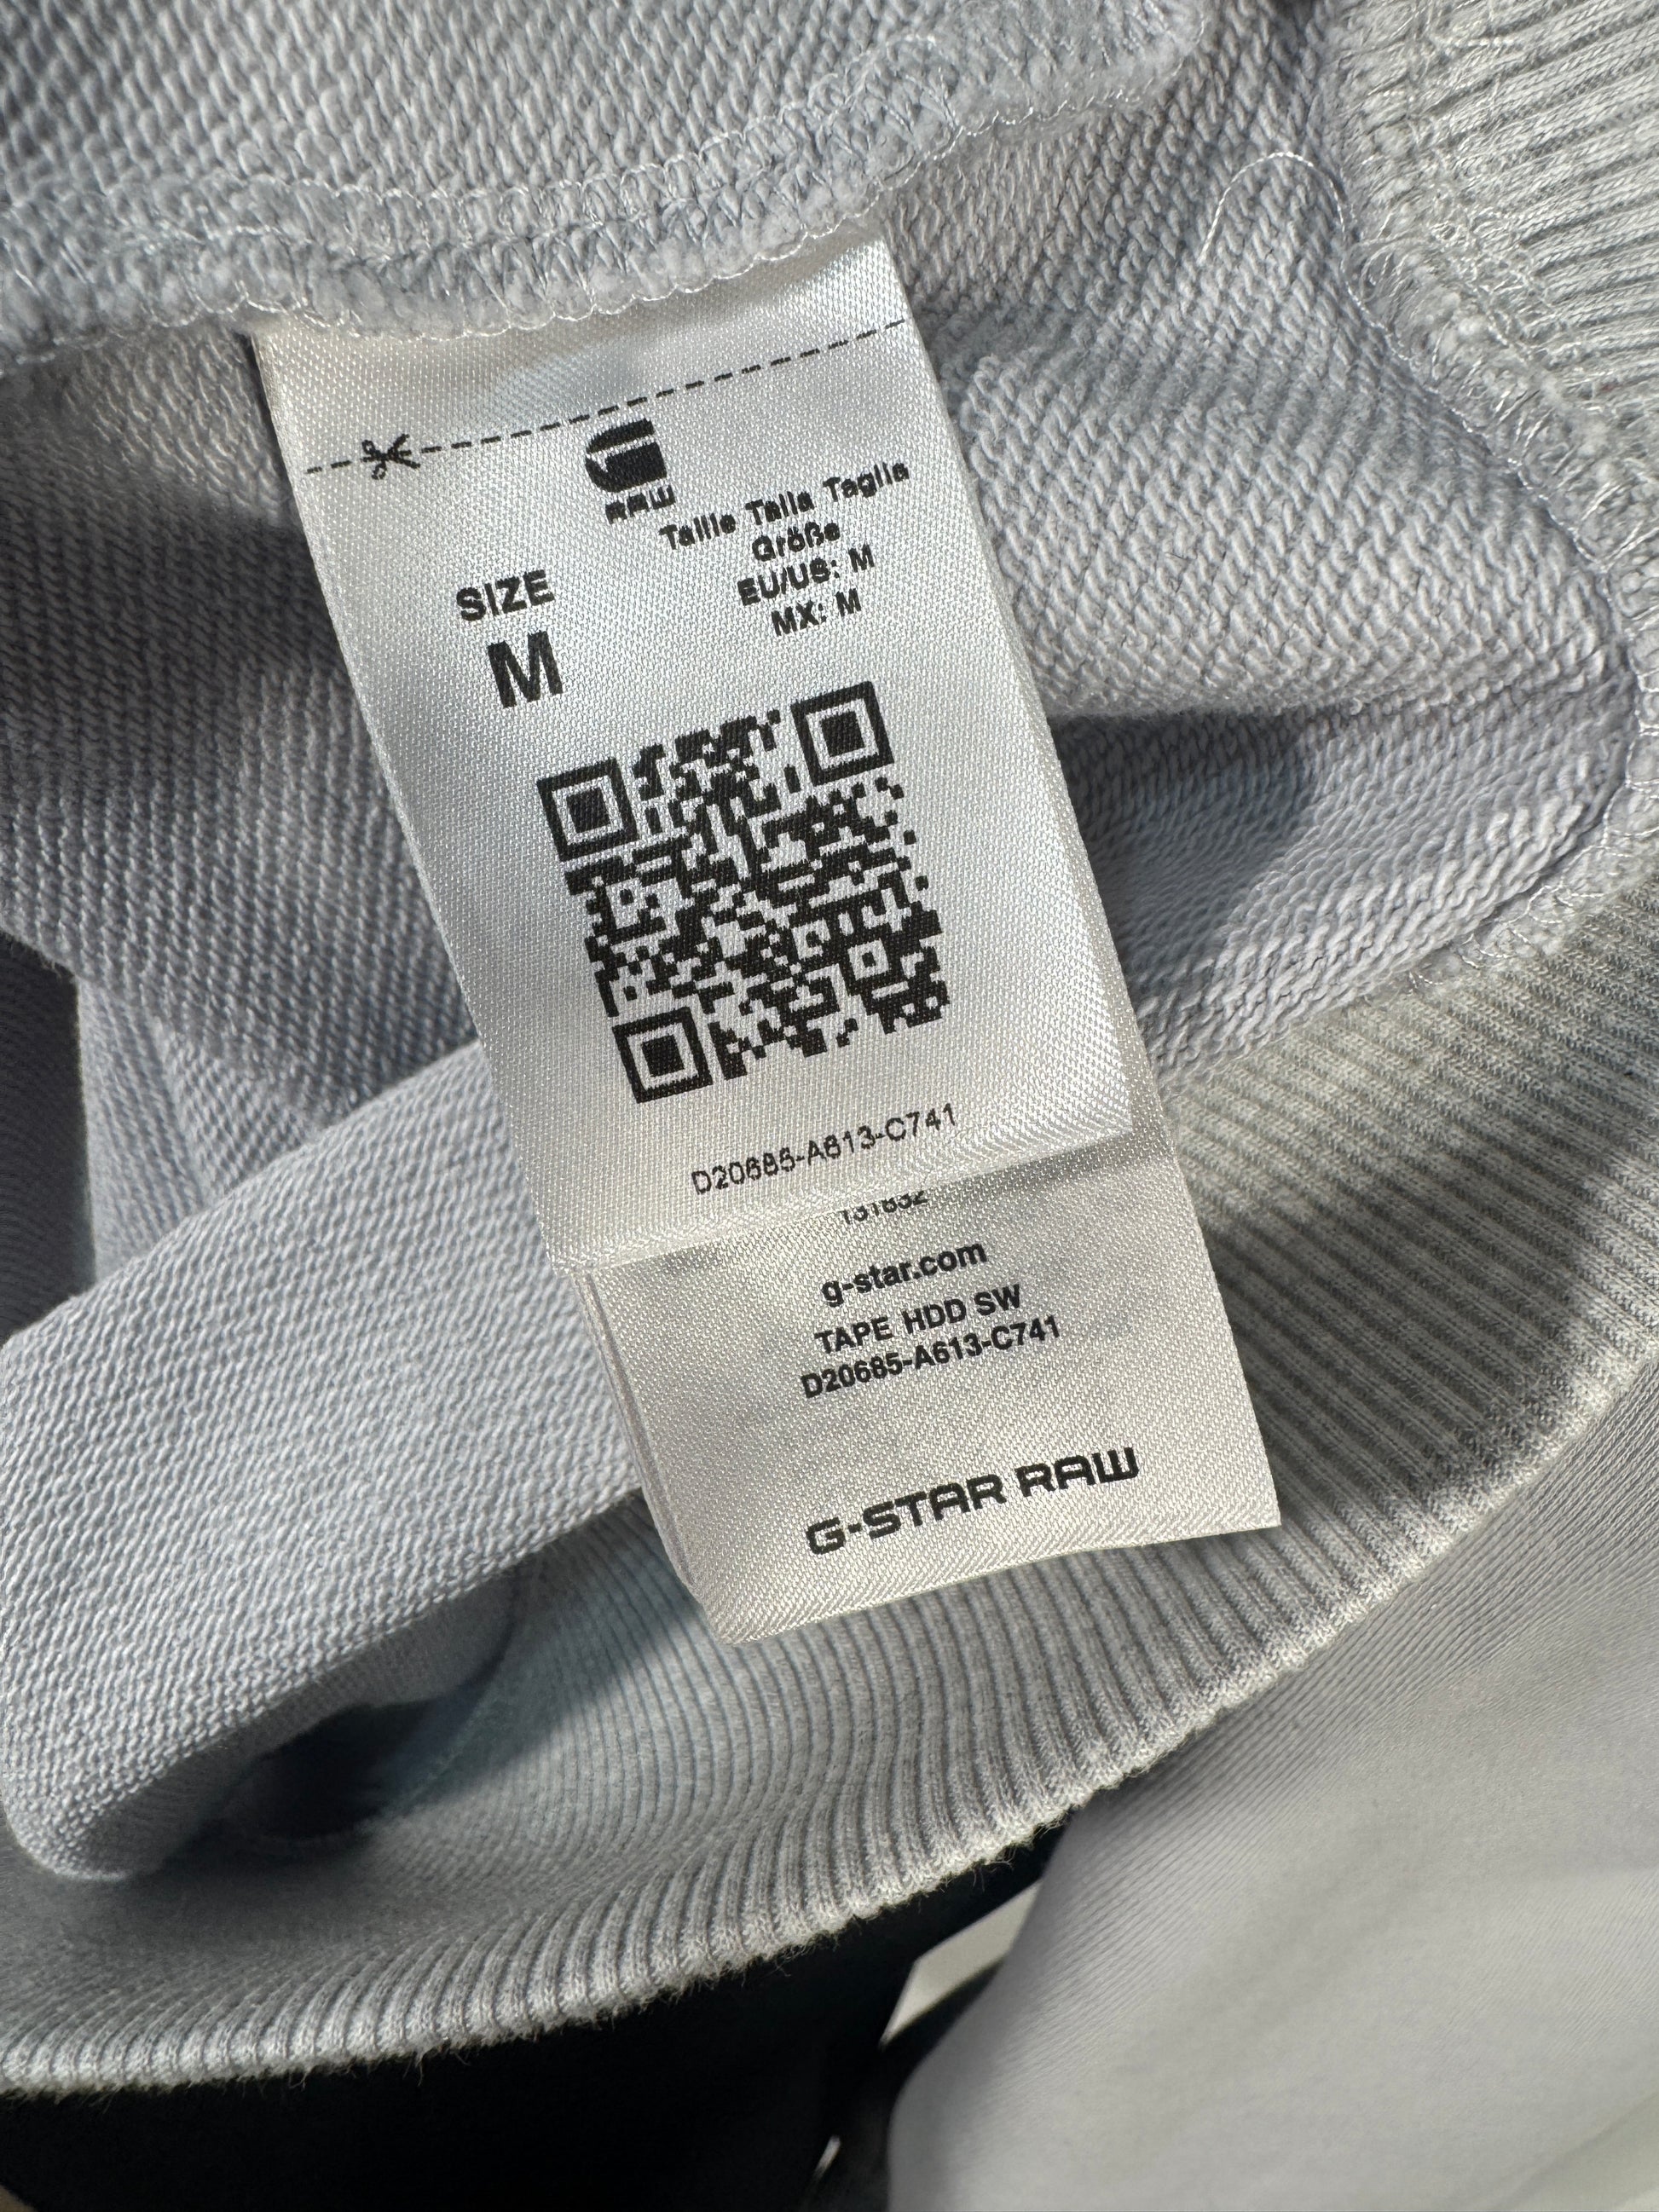 RAW
Taille Talla Taglia
Größe
SIZE
EU/US: M
M
MX: M
D20685-A613-C741
131632
g-star.com
TAPE HDD SW
D20685-A613-C741
G-STAR RAW